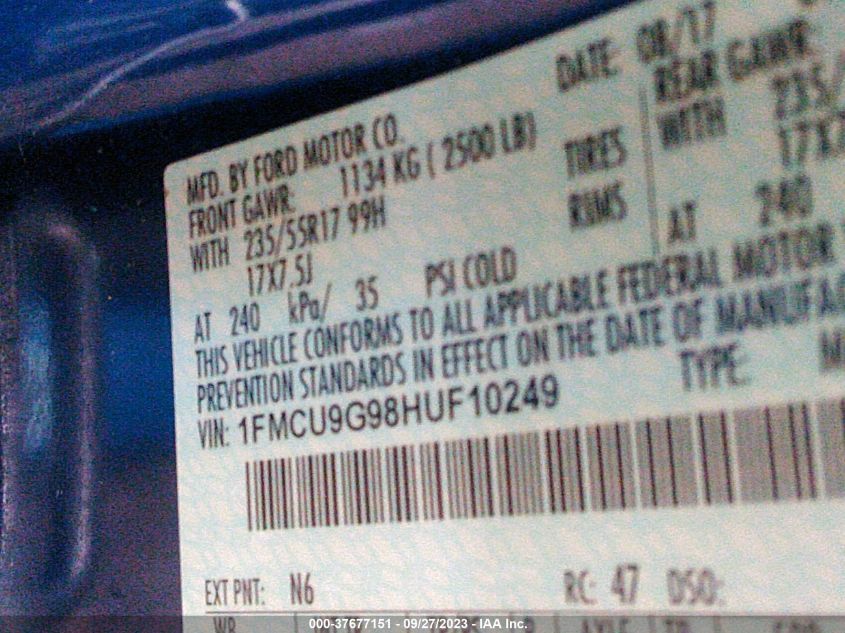 DATE: 08/17
MFD. BY FORD MOTOR CO.
FRONT GAWR: 1134 KG ( 2500 LB)
REAR GAWR:
WITH 235/55R17 99H TIRES
WITH 235/
17X7.5J RIMS
17X7
AT 240 kPa/ 35 PSI COLD
AT 240
THIS VEHICLE CONFORMS TO ALL APPLICABLE FEDERAL MOTOR
PREVENTION STANDARDS IN EFFECT ON THE DATE OF MANUFA
VIN: 1FMCU9G98HUF10249 TYPE:
EXT PNT: N6 RC: 47 DSO:
000-37677151 - 09/27/2023 - IAA Inc.